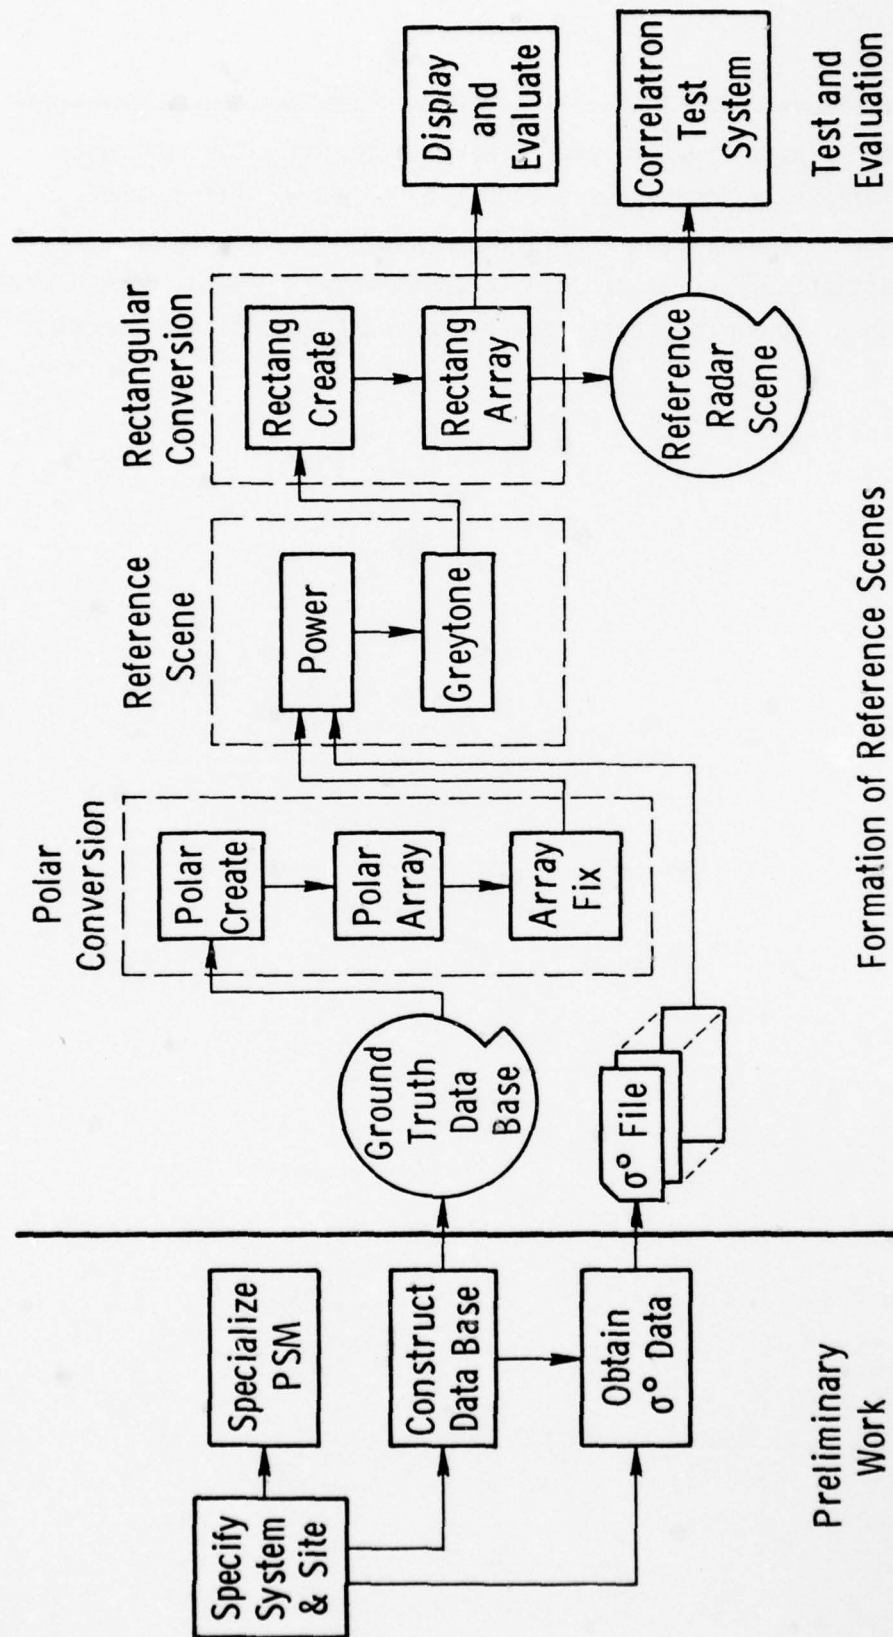 Specify
System
& Site
Specialize
PSM
Construct
Data Base
Obtain
σ° Data
Preliminary
Work
Ground
Truth
Data
Base
σ° File
Polar
Conversion
Polar
Create
Polar
Array
Array
Fix
Reference
Scene
Power
Greytone
Rectangular
Conversion
Rectang
Create
Rectang
Array
Reference
Radar
Scene
Formation of Reference Scenes
Display
and
Evaluate
Correlatron
Test
System
Test and
Evaluation